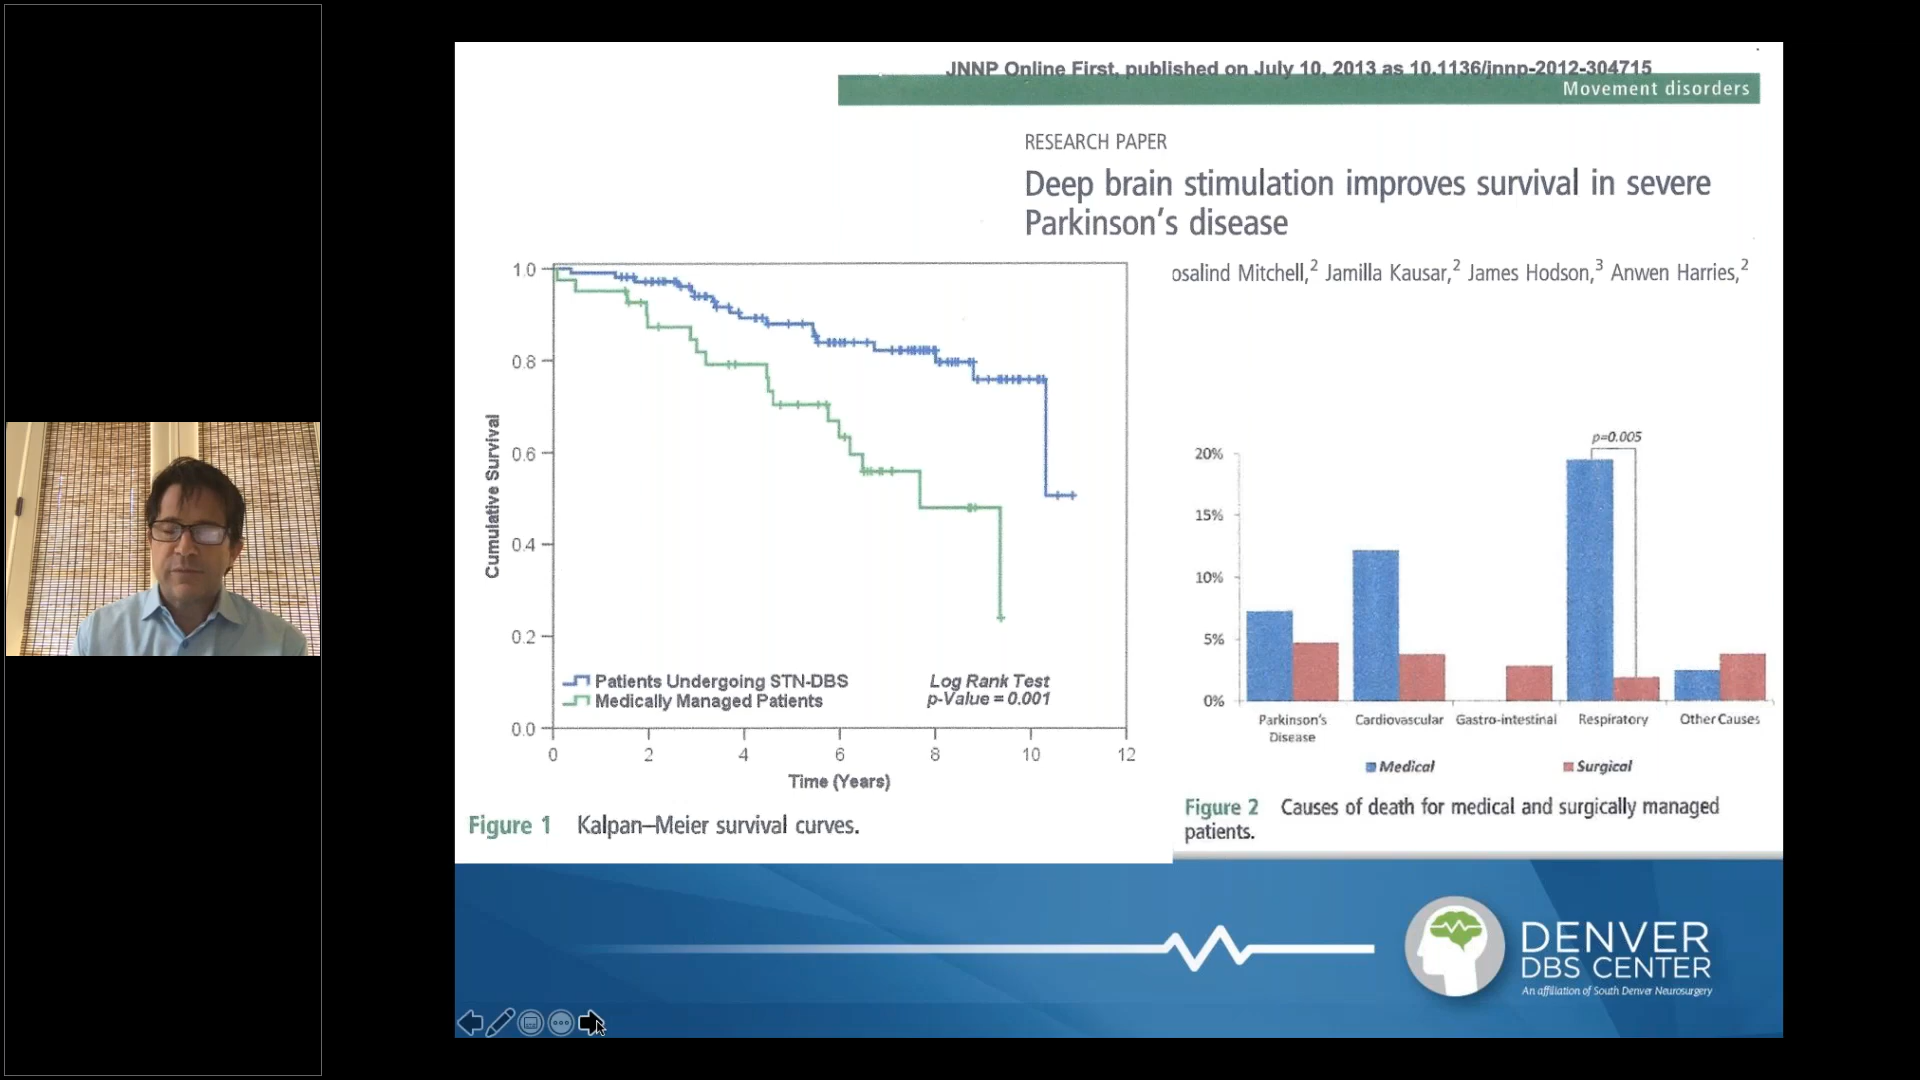 JNNP Online First, published on July 10, 2013 as 10.1136/jnnp-2012-304715
Movement disorders
RESEARCH PAPER
Deep brain stimulation improves survival in severe
Parkinson's disease
osalind Mitchell,2 Jamilla Kausar,2 James Hodson,3 Anwen Harries,2
1.0
0.8
0.6
0.4
0.2
0.0
Cumulative Survival
Patients Undergoing STN-DBS
Medically Managed Patients
Log Rank Test
p-Value = 0.001
0 2 4 6 8 10 12
Time (Years)
Figure 1 Kalpan–Meier survival curves.
p=0.005
20%
15%
10%
5%
0%
Parkinson's
Disease
Cardiovascular
Gastro-intestinal
Respiratory
Other Causes
Medical
Surgical
Figure 2 Causes of death for medical and surgically managed
patients.
DENVER
DBS CENTER
An affiliation of South Denver Neurosurgery